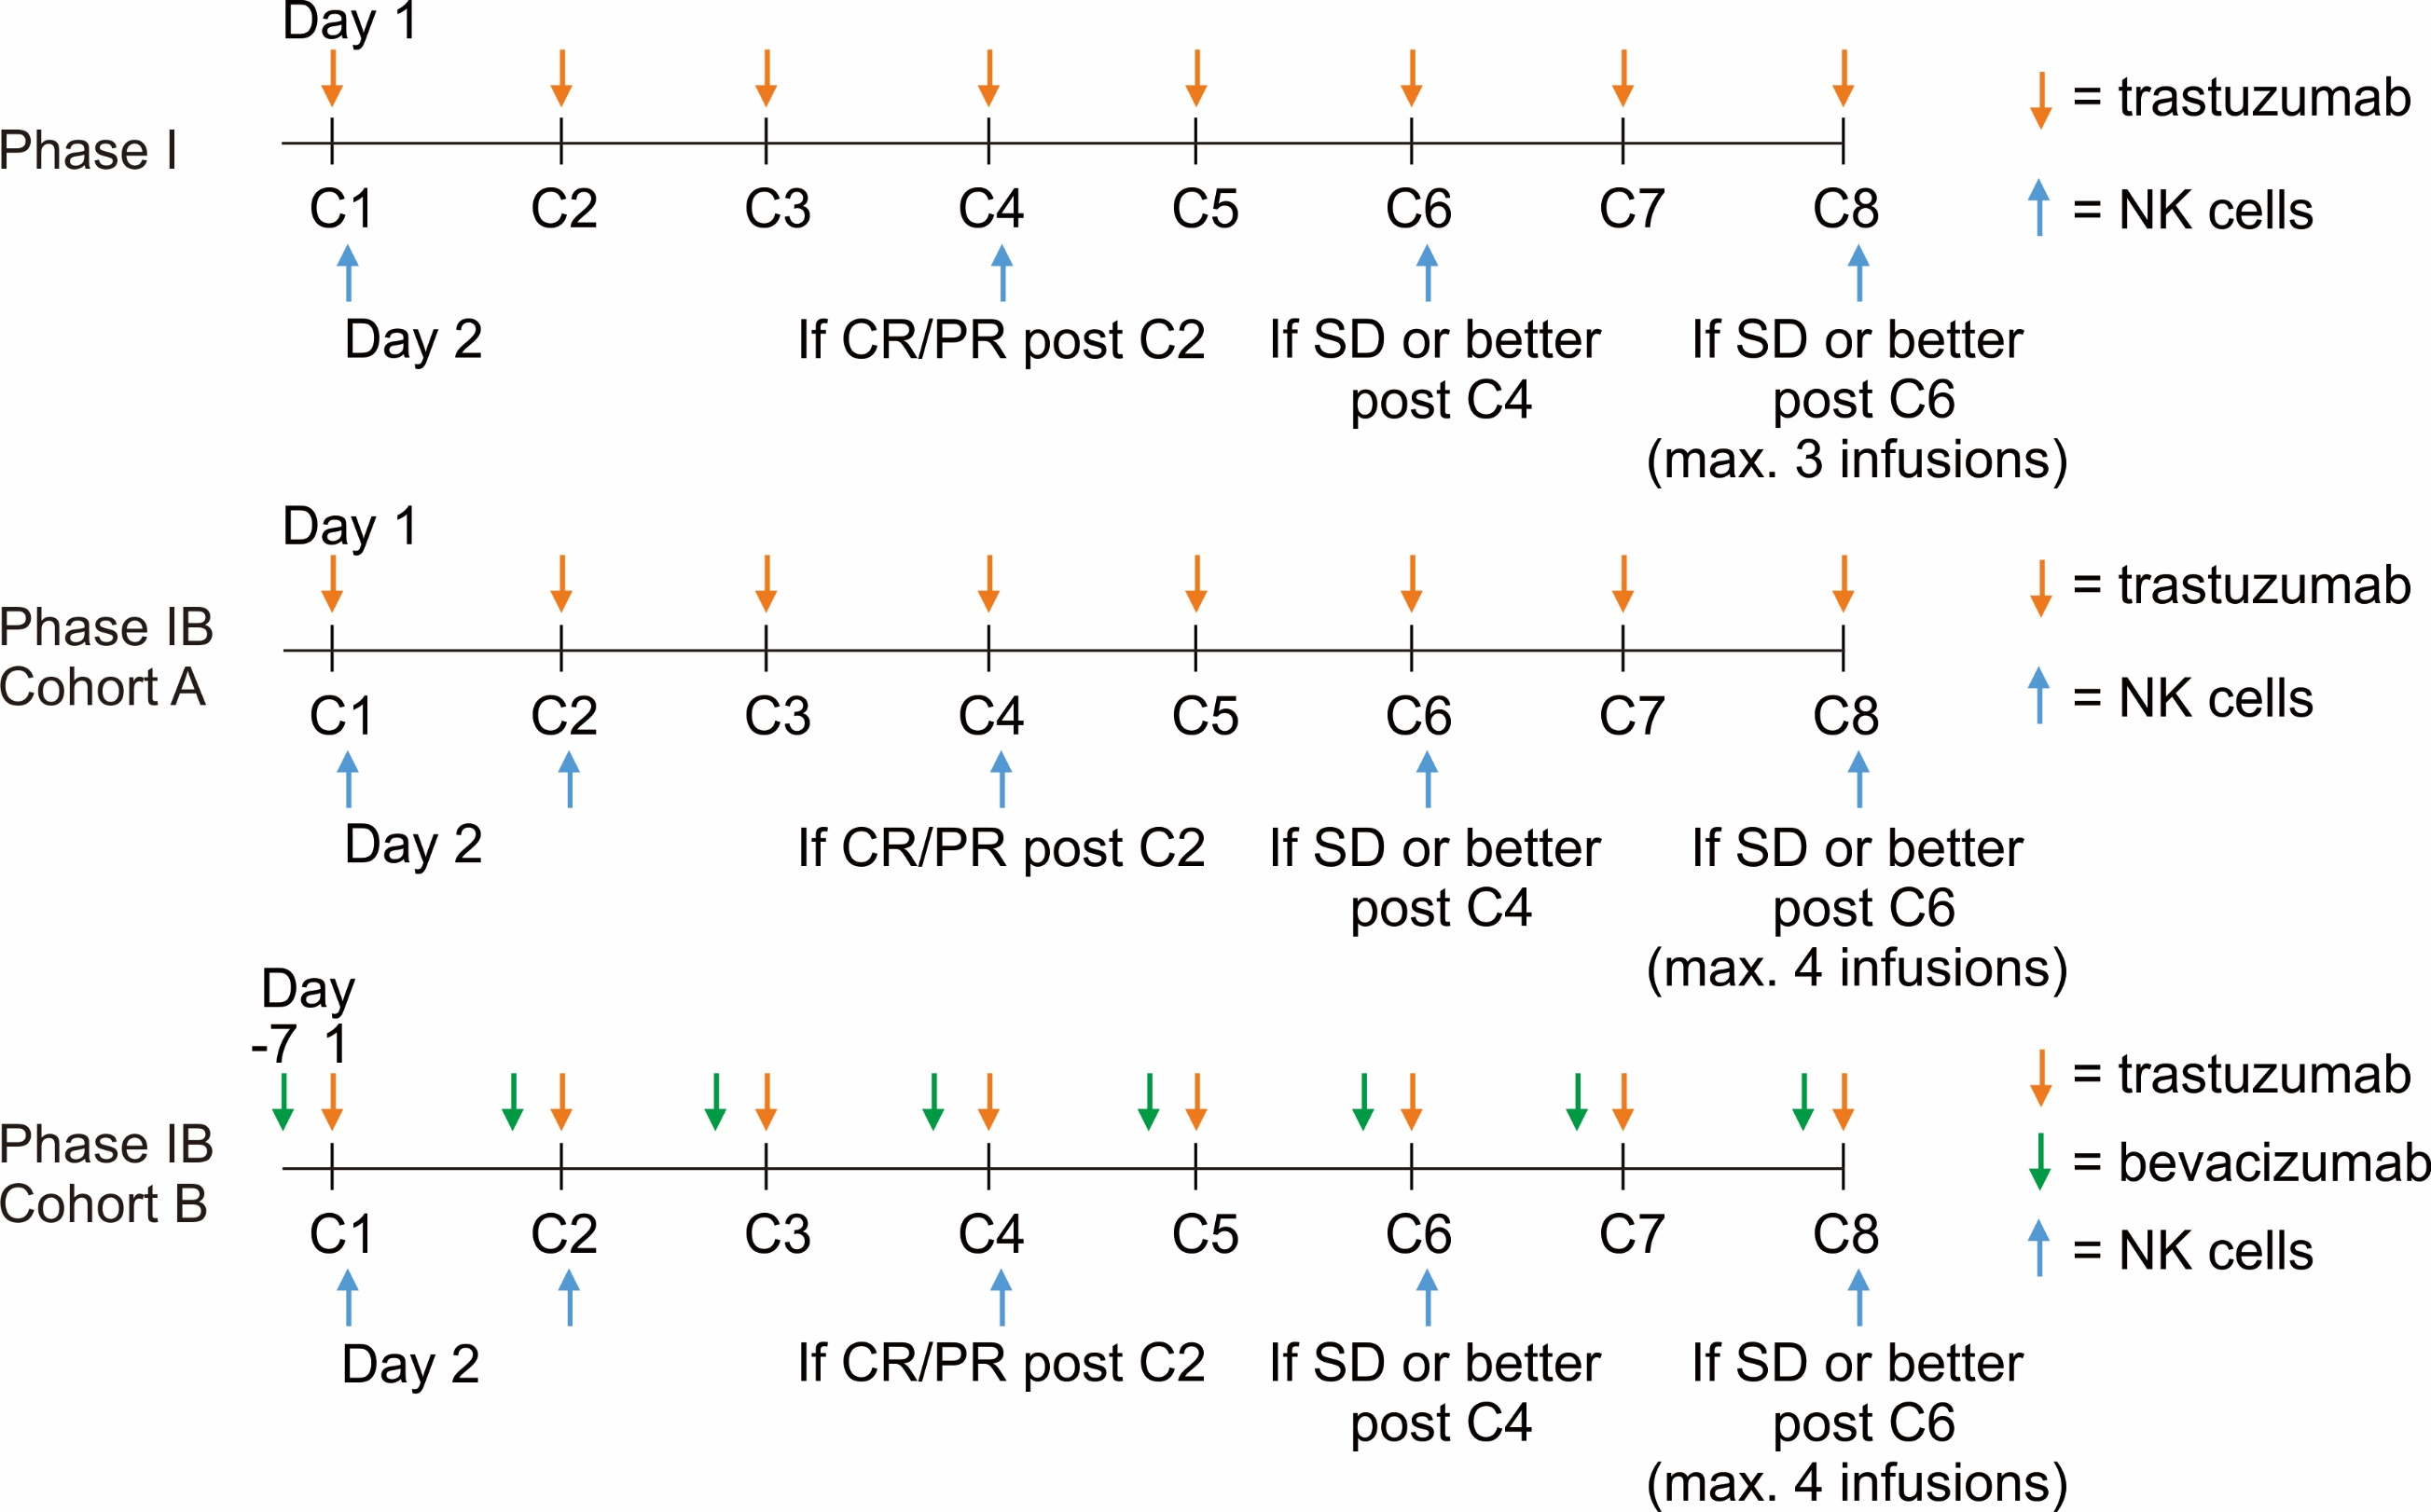 Day 1
Phase I
C1 C2 C3 C4 C5 C6 C7 C8
= trastuzumab
= NK cells
Day 2
If CR/PR post C2
If SD or better
post C4
If SD or better
post C6
(max. 3 infusions)
Day 1
Phase IB
Cohort A
C1 C2 C3 C4 C5 C6 C7 C8
= trastuzumab
= NK cells
Day 2
If CR/PR post C2
If SD or better
post C4
If SD or better
post C6
(max. 4 infusions)
Day
-7 1
Phase IB
Cohort B
C1 C2 C3 C4 C5 C6 C7 C8
= trastuzumab
= bevacizumab
= NK cells
Day 2
If CR/PR post C2
If SD or better
post C4
If SD or better
post C6
(max. 4 infusions)